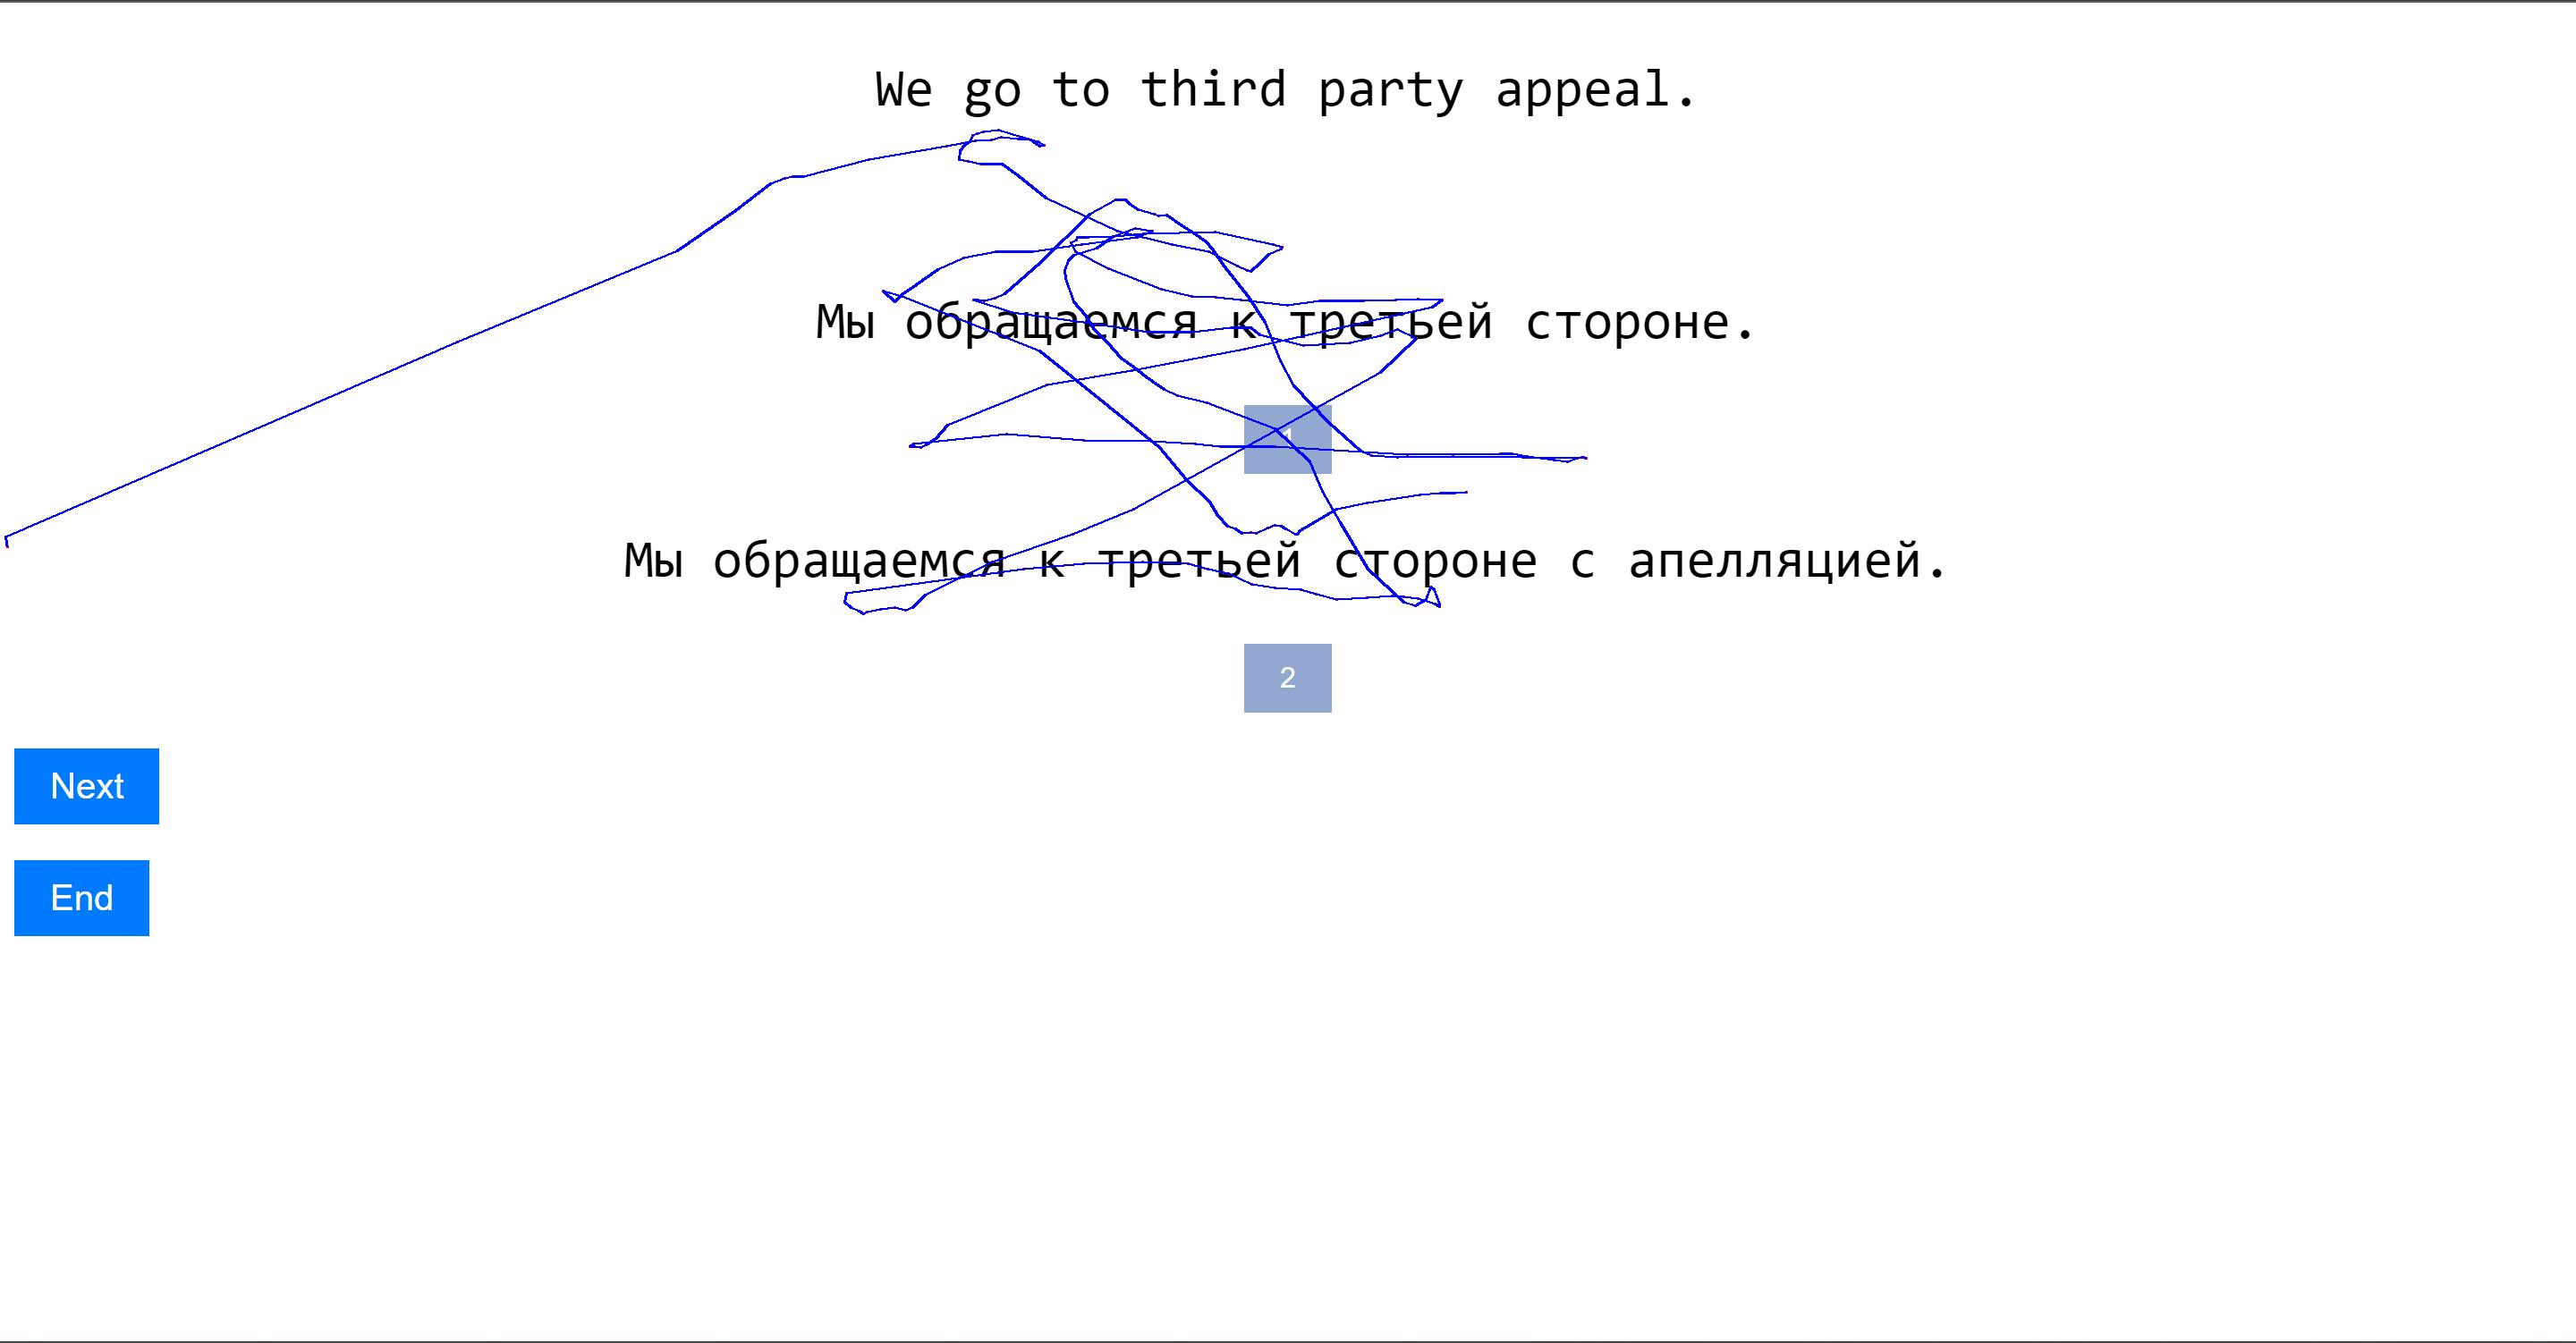 We go to third party appeal.
Мы обращаемся к третьей стороне.
1
Мы обращаемся к третьей стороне с апелляцией.
2
Next
End